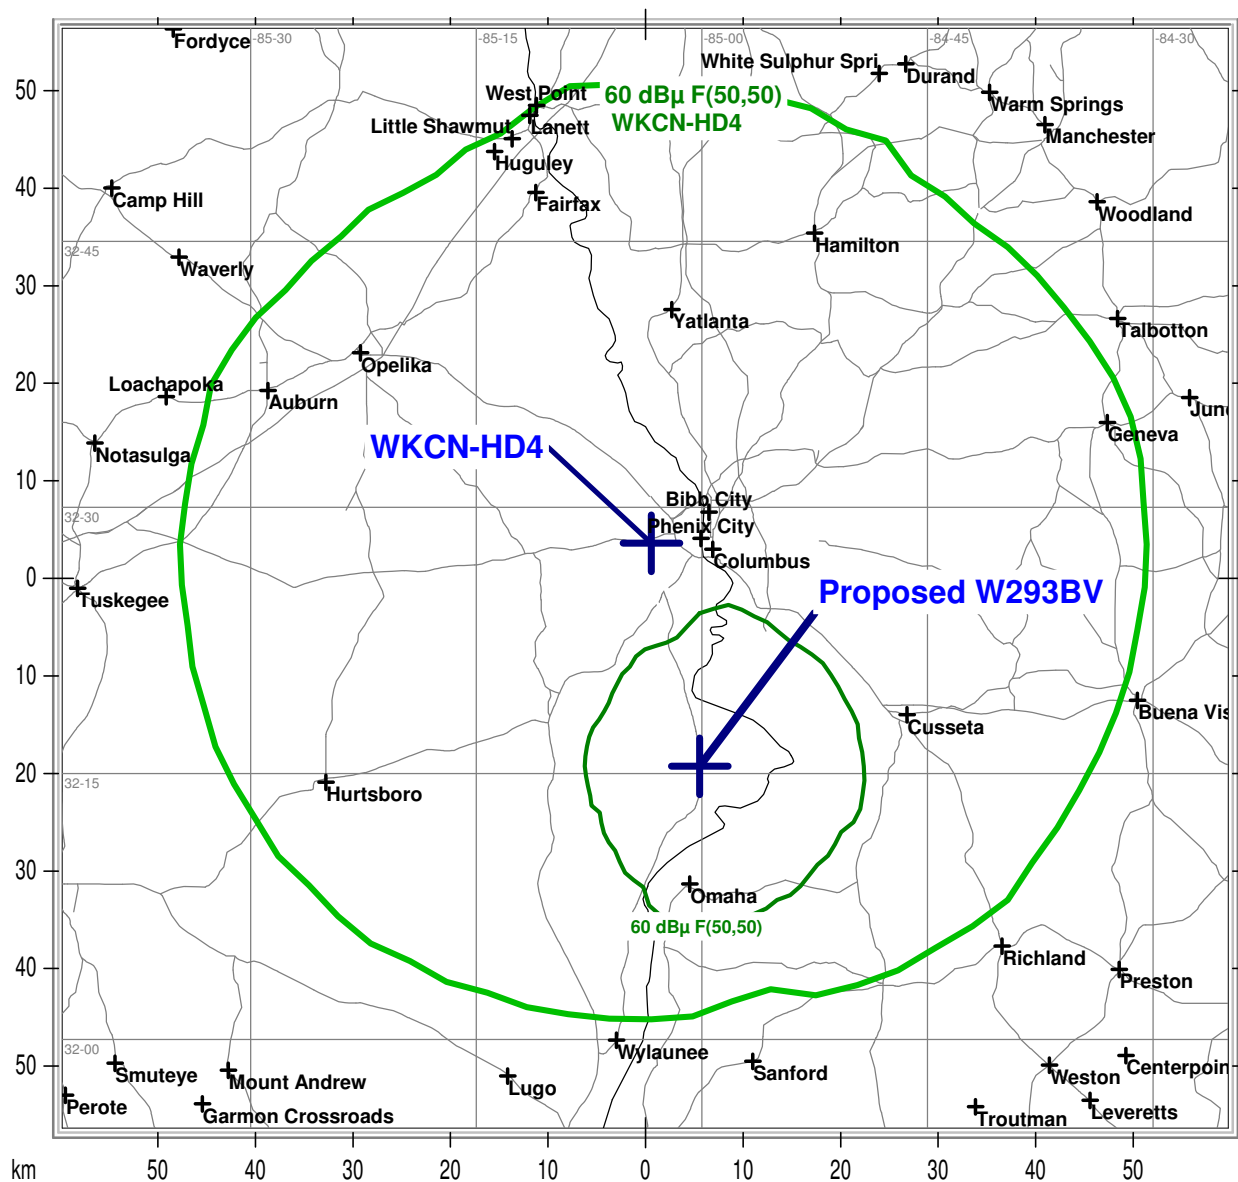 Fordyce
-85-30
-85-15
-85-00
-84-45
-84-30
White Sulphur Spri
Durand
50
West Point
60 dBµ F(50,50)
WKCN-HD4
Warm Springs
Little Shawmut
Lanett
Manchester
Huguley
40
Camp Hill
Fairfax
Woodland
32-45
Hamilton
Waverly
30
Yatlanta
Talbotton
Opelika
20
Loachapoka
Auburn
June
Notasulga
WKCN-HD4
Geneva
10
Bibb City
32-30
Phenix City
Columbus
0
Tuskegee
Proposed W293BV
10
Buena Vis
Cusseta
20
32-15
Hurtsboro
30
Omaha
60 dBµ F(50,50)
Richland
40
Preston
32-00
Wylaunee
50
Smuteye
Mount Andrew
Lugo
Sanford
Weston
Centerpoin
Perote
Garmon Crossroads
Troutman
Leveretts
km
50
40
30
20
10
0
10
20
30
40
50